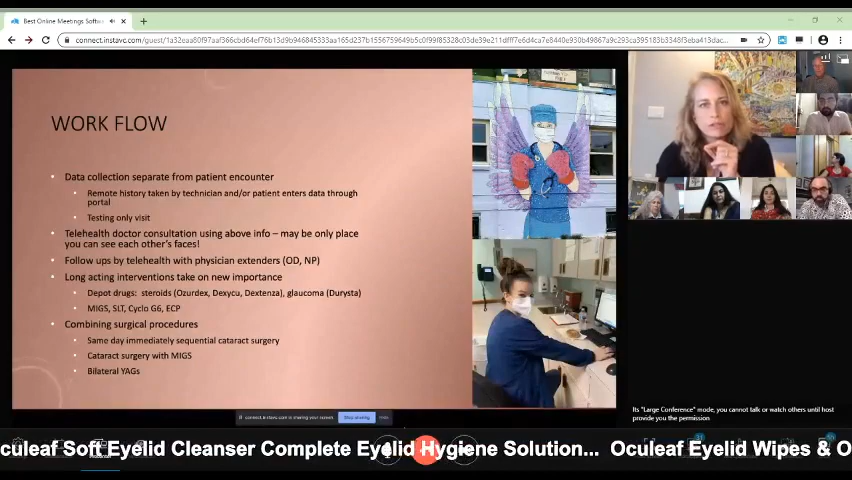 Best Online Meetings Softw
WORK FLOW
Data collection separate from patient encounter
Remote history taken by technician and/or patient enters data through
portal
Testing only visit
Telehealth doctor consultation using above info – may be only place
you can see each other's faces!
Follow ups by telehealth with physician extenders (OD, NP)
Long acting interventions take on new importance
Depot drugs: steroids (Ozurdex, Dexycu, Dextenza), glaucoma (Durysta)
MIGS, SLT, Cyclo G6, ECP
Combining surgical procedures
Same day immediately sequential cataract surgery
Cataract surgery with MIGS
Bilateral YAGs
connect.instavc.com is sharing your screen.
Stop sharing
Hide
Its "Large Conference" mode, you cannot talk or watch others until host
provide you the permission
culeaf Soft Eyelid Cleanser Complete Eyelid Hygiene Solution... Oculeaf Eyelid Wipes & O